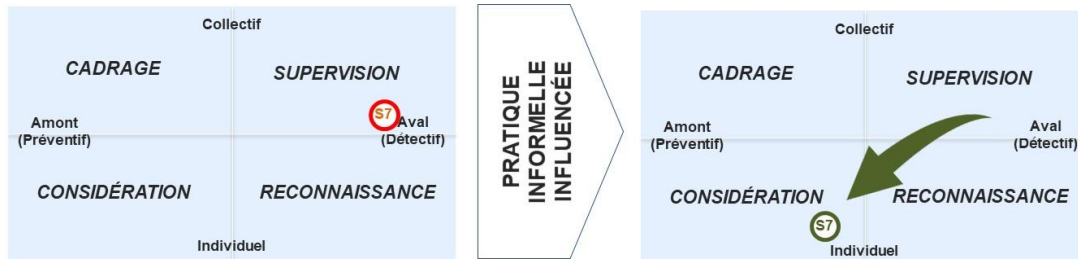 Collectif
CADRAGE
SUPERVISION
S7
Amont
(Préventif)
Aval
(Détectif)
CONSIDÉRATION
RECONNAISSANCE
Individuel
PRATIQUE
INFORMELLE
INFLUENCÉE
Collectif
CADRAGE
SUPERVISION
Amont
(Préventif)
Aval
(Détectif)
CONSIDÉRATION
RECONNAISSANCE
S7
Individuel